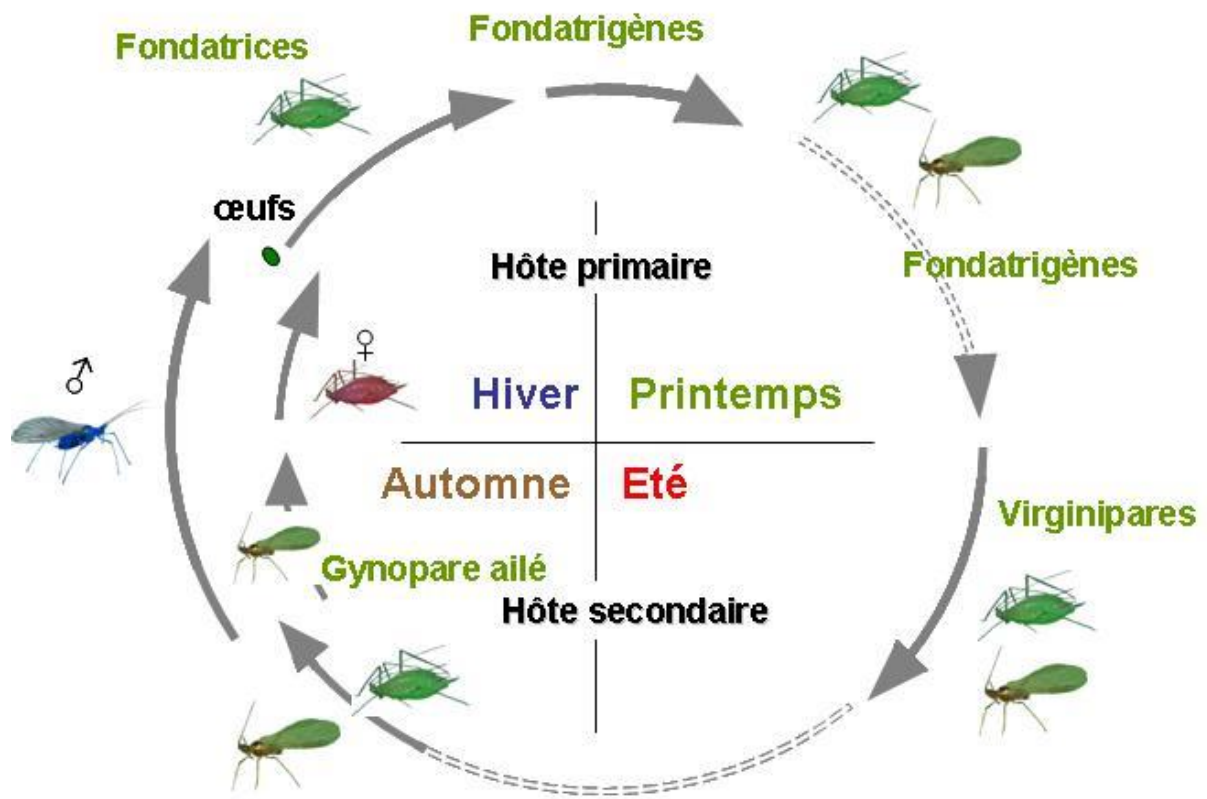 Fondatrices
Fondatrigènes
œufs
Hôte primaire
Fondatrigènes
♂
♀
Hiver
Printemps
Automne
Eté
Virginipares
Gynopare ailé
Hôte secondaire